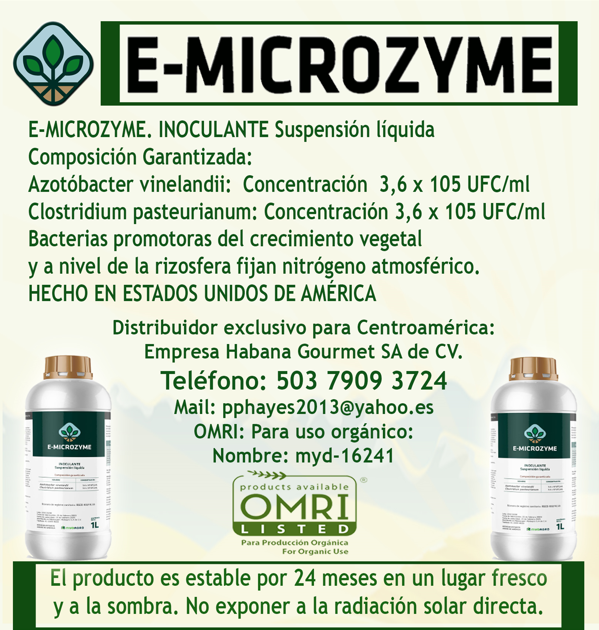 E-MICROZYME
E-MICROZYME. INOCULANTE Suspensión líquida
Composición Garantizada:
Azotóbacter vinelandii: Concentración 3,6 x 105 UFC/ml
Clostridium pasteurianum: Concentración 3,6 x 105 UFC/ml
Bacterias promotoras del crecimiento vegetal
y a nivel de la rizosfera fijan nitrógeno atmosférico.
HECHO EN ESTADOS UNIDOS DE AMÉRICA
Distribuidor exclusivo para Centroamérica:
Empresa Habana Gourmet SA de CV.
Teléfono: 503 7909 3724
Mail: pphayes2013@yahoo.es
OMRI: Para uso orgánico:
Nombre: myd-16241
products available
OMRI ®
LISTED
Para Producción Orgánica
For Organic Use
E-MICROZYME
INOCULANTE
Suspensión líquida
1L
E-MICROZYME
INOCULANTE
Suspensión líquida
1L
El producto es estable por 24 meses en un lugar fresco
y a la sombra. No exponer a la radiación solar directa.